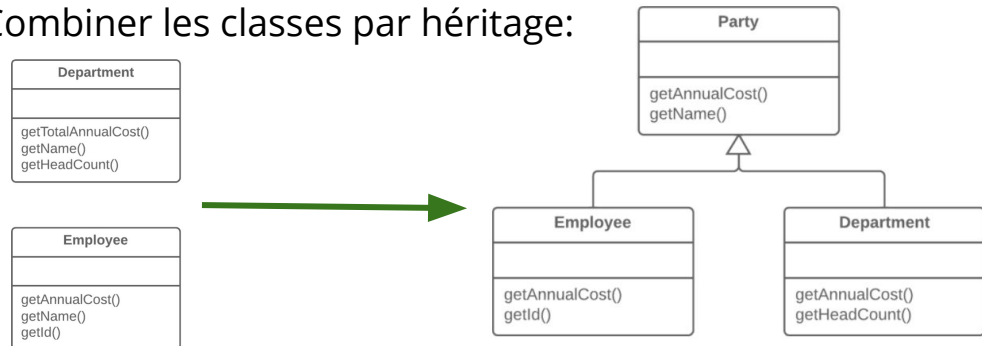 ombiner les classes par héritage:
Department
getTotalAnnualCost()
getName()
getHeadCount()
Employee
getAnnualCost()
getName()
getId()
Party
getAnnualCost()
getName()
Employee
getAnnualCost()
getId()
Department
getAnnualCost()
getHeadCount()